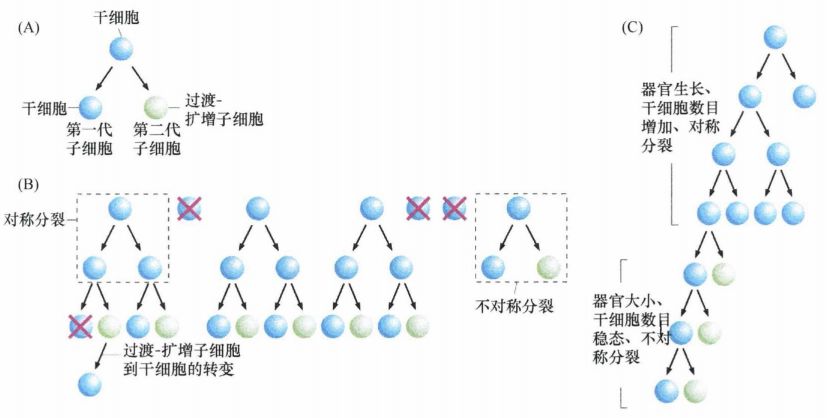 (A)
干细胞
干细胞
第一代
子细胞
第二代
子细胞
过渡-
扩增子细胞
(B)
对称分裂
不对称分裂
过渡-扩增子细胞
到干细胞的转变
(C)
器官生长、
干细胞数目
增加、对称
分裂
器官大小、
干细胞数目
稳态、不对
称分裂